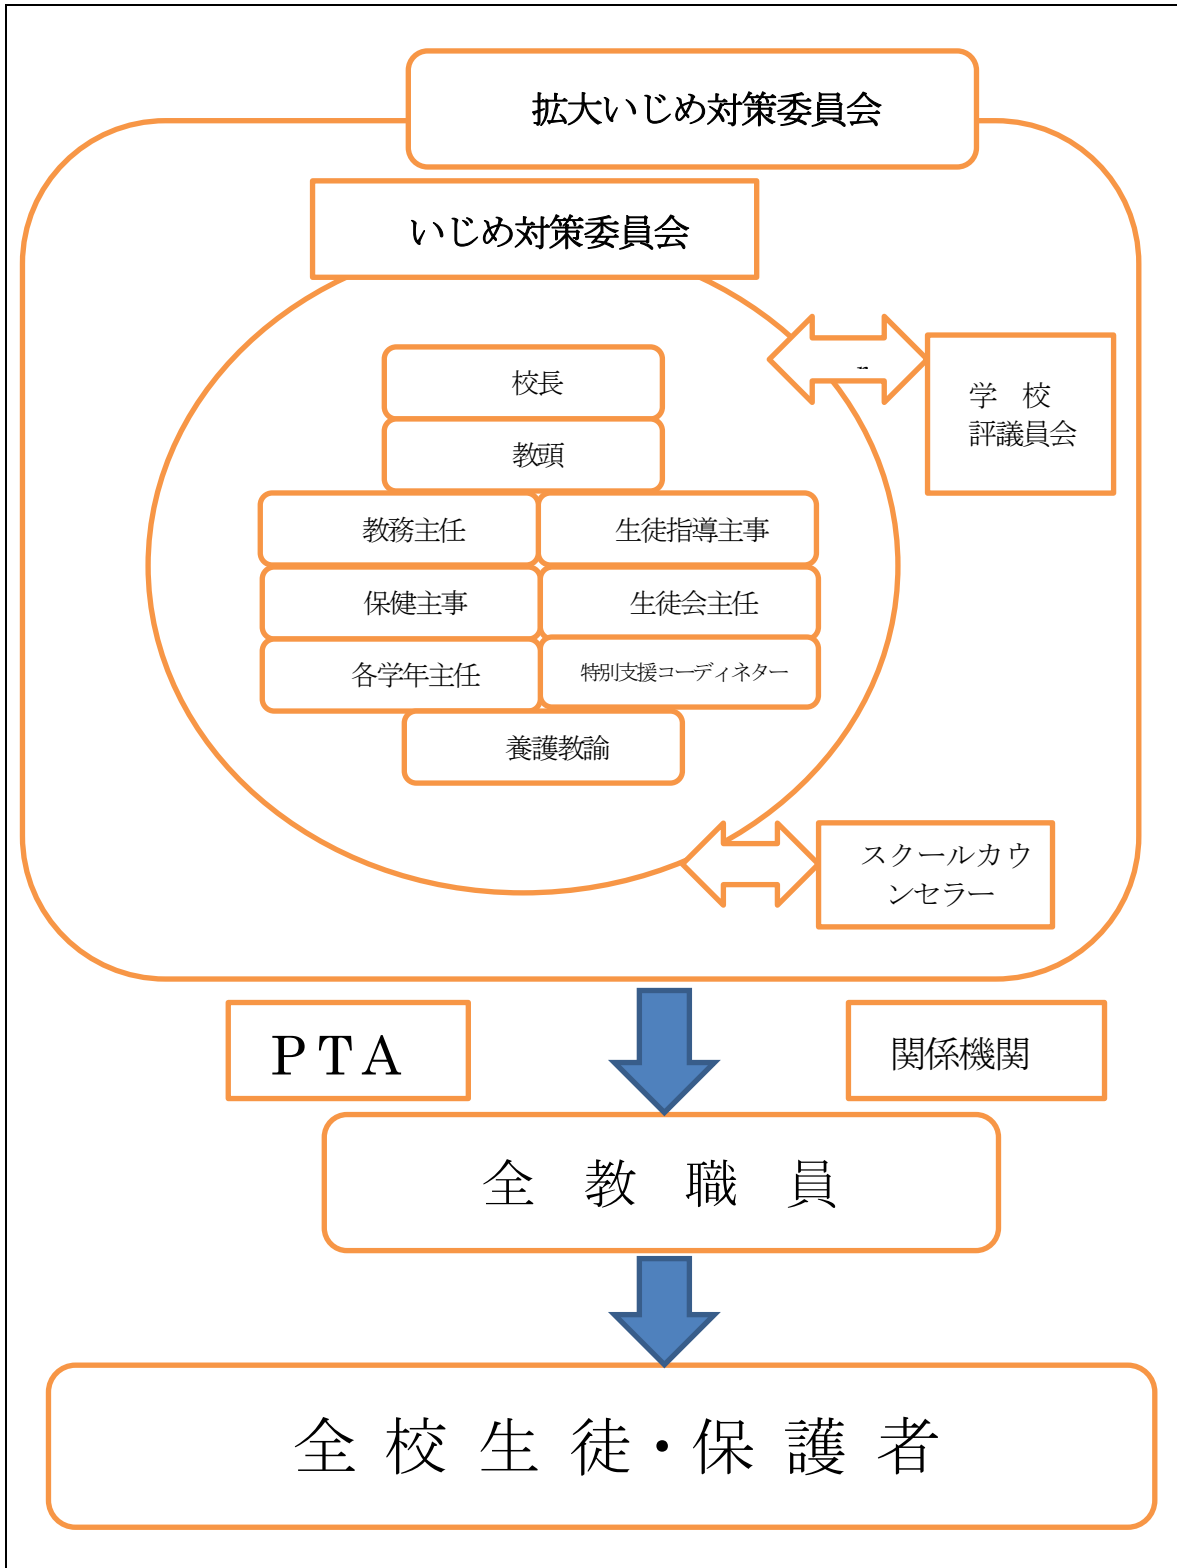 拡大いじめ対策委員会
いじめ対策委員会
校長
教頭
学　校
評議員会
教務主任
生徒指導主事
保健主事
生徒会主任
各学年主任
特別支援コーディネター
養護教諭
スクールカウ
ンセラー
ＰＴＡ
関係機関
全　教　職　員
全 校 生 徒・保 護 者